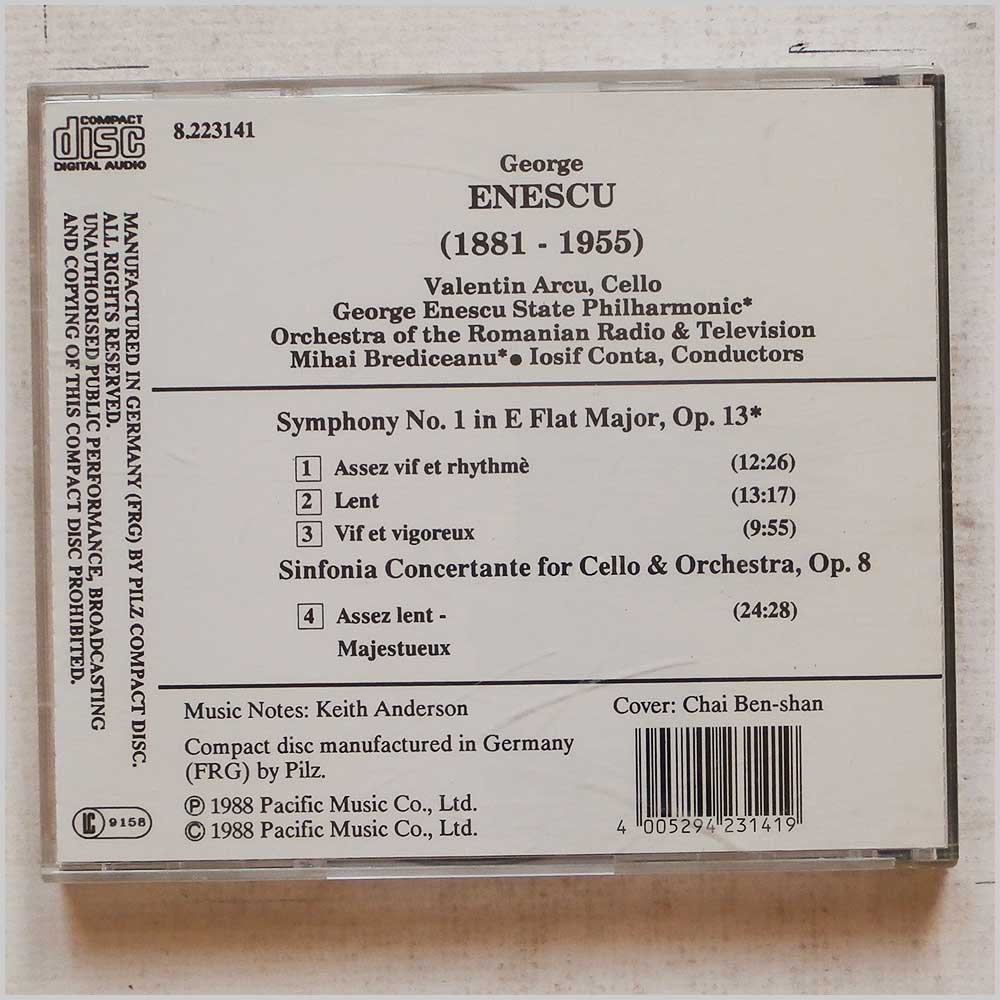 COMPACT
disc
DIGITAL AUDIO
8.223141
George
ENESCU
(1881 - 1955)
Valentin Arcu, Cello
George Enescu State Philharmonic*
Orchestra of the Romanian Radio & Television
Mihai Brediceanu*● Iosif Conta, Conductors
Symphony No. 1 in E Flat Major, Op. 13*
1 Assez vif et rhythmè (12:26)
2 Lent (13:17)
3 Vif et vigoreux (9:55)
Sinfonia Concertante for Cello & Orchestra, Op. 8
4 Assez lent - (24:28)
Majestueux
Music Notes: Keith Anderson
Cover: Chai Ben-shan
Compact disc manufactured in Germany
(FRG) by Pilz.
Ⓟ 1988 Pacific Music Co., Ltd.
© 1988 Pacific Music Co., Ltd.
4 005294 231419
MANUFACTURED IN GERMANY (FRG) BY PILZ COMPACT DISC.
ALL RIGHTS RESERVED.
UNAUTHORISED PUBLIC PERFORMANCE, BROADCASTING
AND COPYING OF THIS COMPACT DISC PROHIBITED.
LC 9158